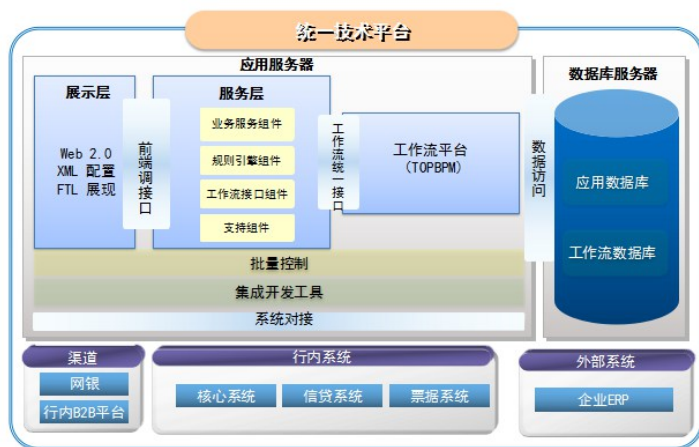 统一技术平台
应用服务器
展示层
Web 2.0
XML 配置
FTL 展现
前端调接口
服务层
业务服务组件
规则引擎组件
工作流接口组件
支持组件
工作流统一接口
工作流平台
(TOPBPM)
数据访问
数据库服务器
应用数据库
工作流数据库
批量控制
集成开发工具
系统对接
渠道
网银
行内B2B平台
行内系统
核心系统
信贷系统
票据系统
外部系统
企业ERP